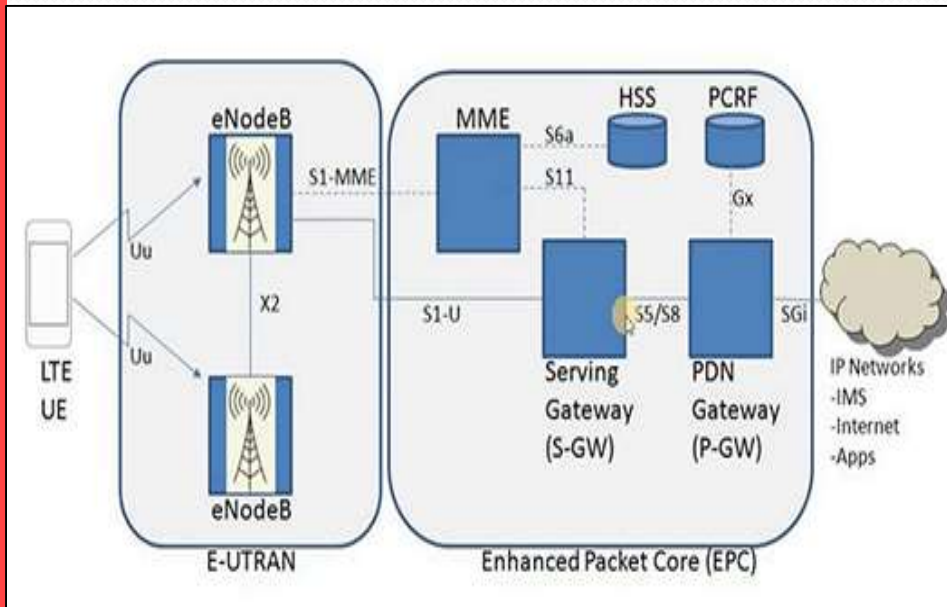 eNodeB
HSS
PCRF
MME
S6a
S1-MME
S11
Gx
Uu
X2
S1-U
S5/S8
SGi
Uu
LTE
UE
Serving
Gateway
(S-GW)
PDN
Gateway
(P-GW)
IP Networks
-IMS
-Internet
-Apps
eNodeB
E-UTRAN
Enhanced Packet Core (EPC)